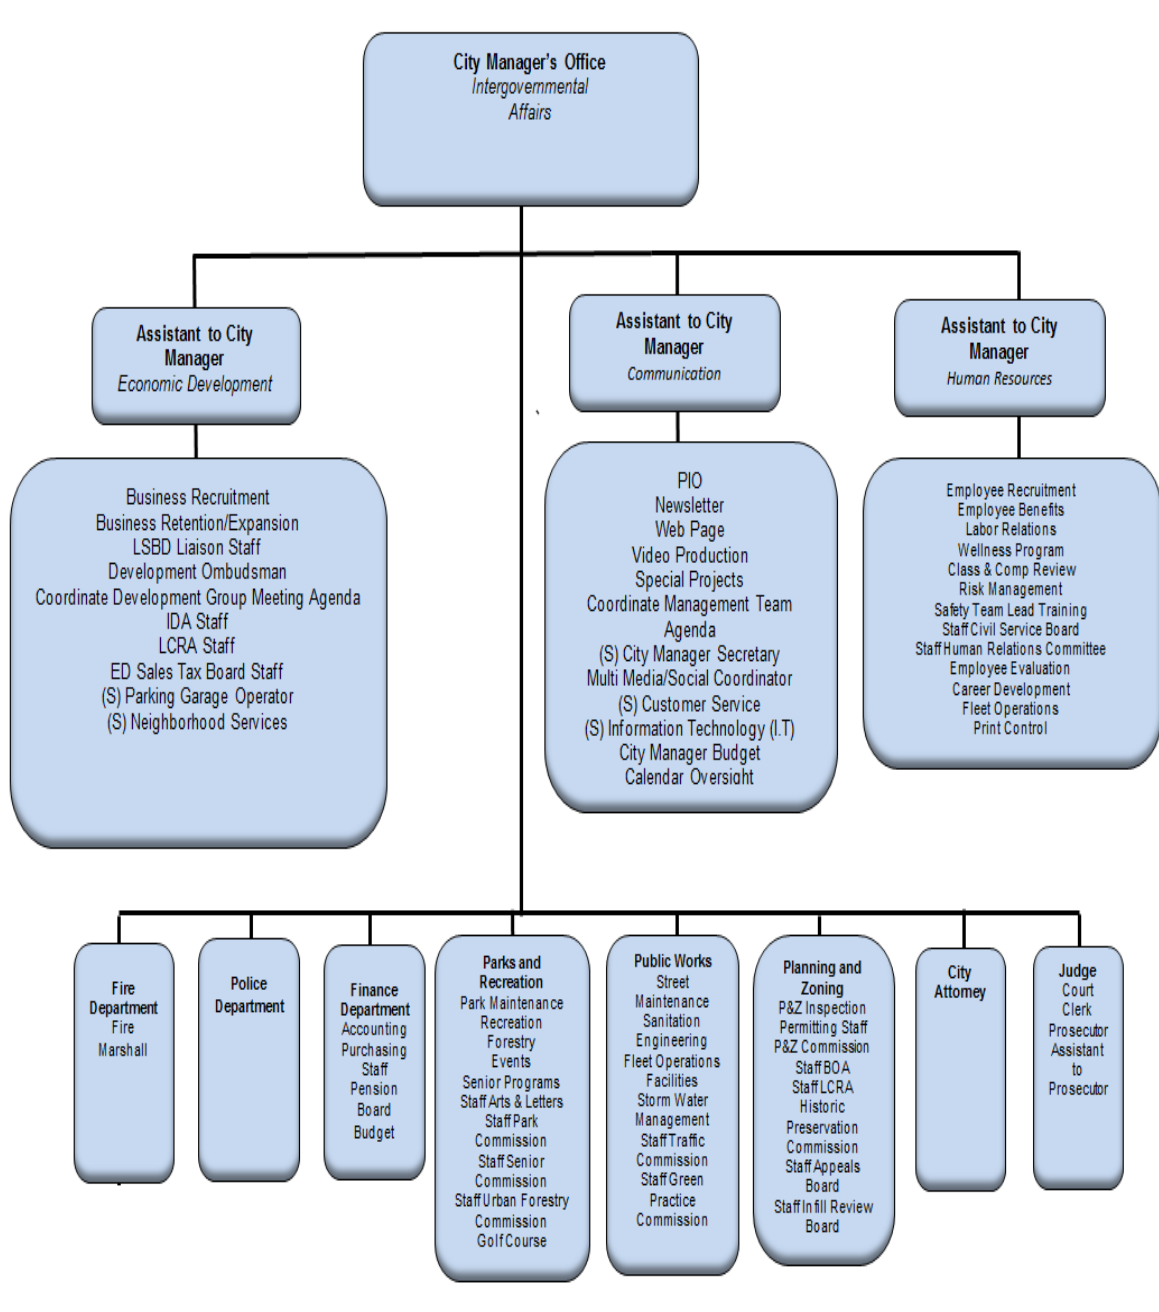 City Manager's Office
Intergovernmental
Affairs
Assistant to City
Manager
Economic Development
Assistant to City
Manager
Communication
Assistant to City
Manager
Human Resources
Business Recruitment
Business Retention/Expansion
LSBD Liaison Staff
Development Ombudsman
Coordinate Development Group Meeting Agenda
IDA Staff
LCRA Staff
ED Sales Tax Board Staff
(S) Parking Garage Operator
(S) Neighborhood Services
PIO
Newsletter
Web Page
Video Production
Special Projects
Coordinate Management Team
Agenda
(S) City Manager Secretary
Multi Media/Social Coordinator
(S) Customer Service
(S) Information Technology (I.T)
City Manager Budget
Calendar Oversight
Employee Recruitment
Employee Benefits
Labor Relations
Wellness Program
Class & Comp Review
Risk Management
Safety Team Lead Training
Staff Civil Service Board
Staff Human Relations Committee
Employee Evaluation
Career Development
Fleet Operations
Print Control
Fire
Department
Fire
Marshall
Police
Department
Finance
Department
Accounting
Purchasing
Staff
Pension
Board
Budget
Parks and
Recreation
Park Maintenance
Recreation
Forestry
Events
Senior Programs
Staff Arts & Letters
Staff Park
Commission
Staff Senior
Commission
Staff Urban Forestry
Commission
Golf Course
Public Works
Street
Maintenance
Sanitation
Engineering
Fleet Operations
Facilities
Storm Water
Management
Staff Traffic
Commission
Staff Green
Practice
Commission
Planning and
Zoning
P&Z Inspection
Permitting Staff
P&Z Commission
Staff BOA
Staff LCRA
Historic
Preservation
Commission
Staff Appeals
Board
Staff Infill Review
Board
City
Attorney
Judge
Court
Clerk
Prosecutor
Assistant
to
Prosecutor